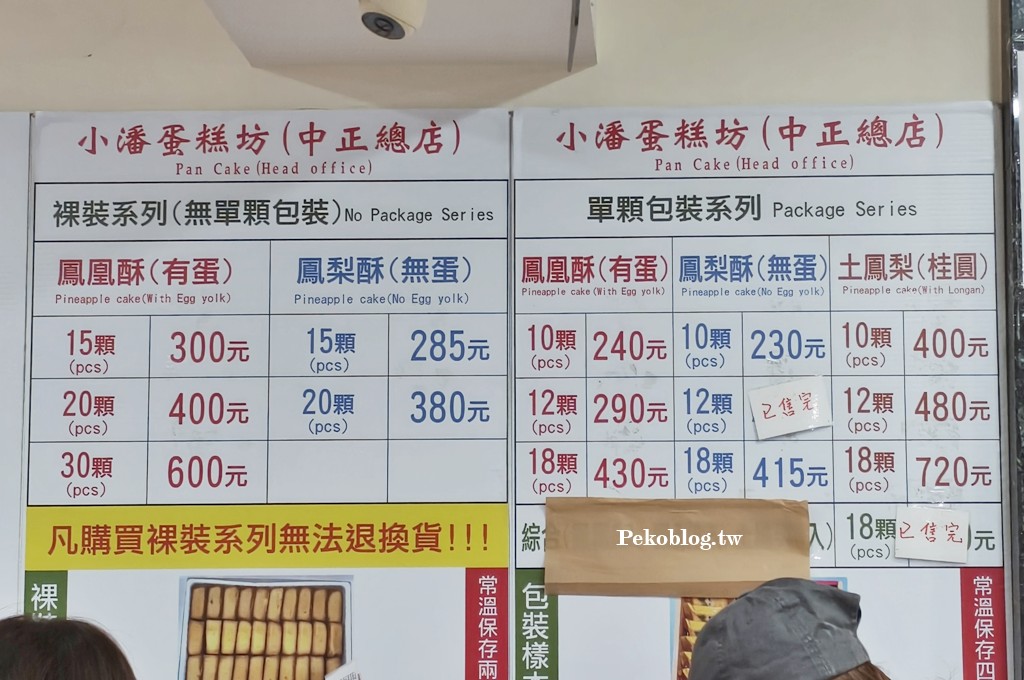 小潘蛋糕坊(中正總店)
Pan Cake(Head office)
裸裝系列(無單顆包裝)No Package Series
鳳凰酥(有蛋) 鳳梨酥(無蛋)
Pineapple cake(With Egg yolk) Pineapple cake(No Egg yolk)
15顆(pcs) 300元 15顆(pcs) 285元
20顆(pcs) 400元 20顆(pcs) 380元
30顆(pcs) 600元
凡購買裸裝系列無法退換貨!!!
裸
常溫保存兩
小潘蛋糕坊(中正總店)
Pan Cake(Head office)
單顆包裝系列 Package Series
鳳凰酥(有蛋) 鳳梨酥(無蛋) 土鳳梨(桂圓)
Pineapple cake(With Egg yolk) Pineapple cake(No Egg yolk) Pineapple cake(With Longan)
10顆(pcs) 240元 10顆(pcs) 230元 10顆(pcs) 400元
12顆(pcs) 290元 12顆(pcs) 已售完 12顆(pcs) 480元
18顆(pcs) 430元 18顆(pcs) 415元 18顆(pcs) 720元
綜 18顆(pcs) 已售完 元
Pekoblog.tw
包裝樣
常溫保存四